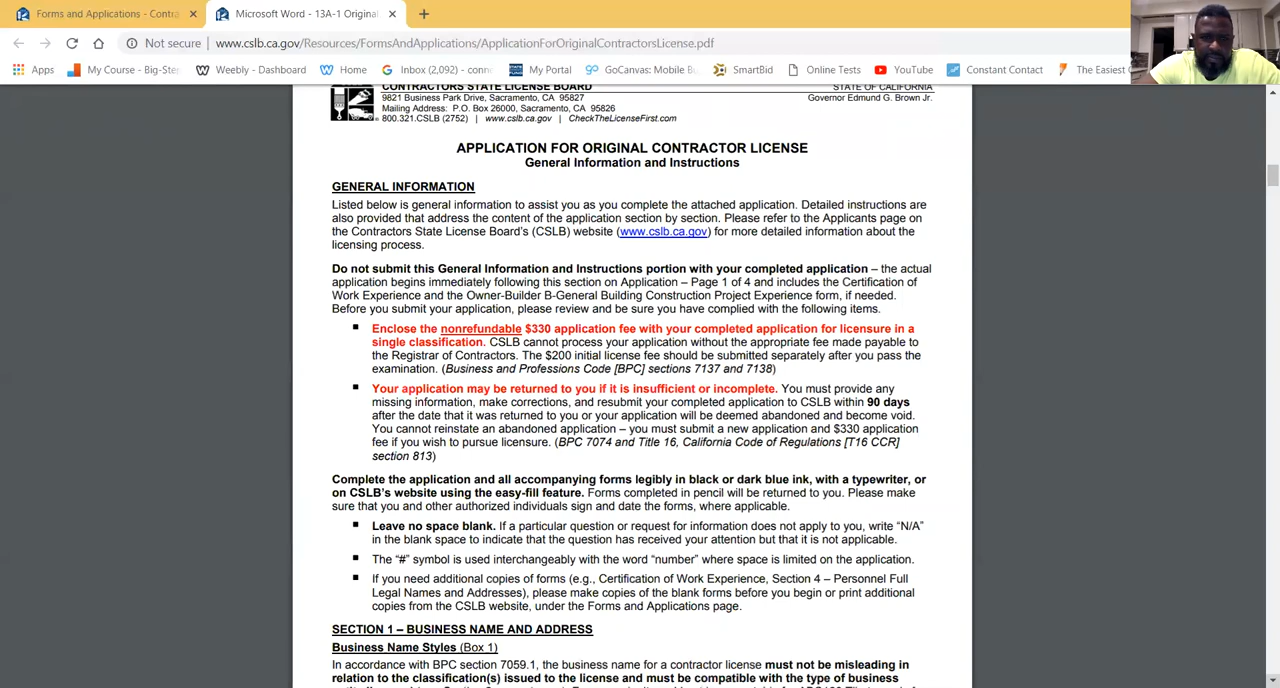 Forms and Applications - Contra
Microsoft Word - 13A-1 Original
Not secure | www.cslb.ca.gov/Resources/FormsAndApplications/ApplicationForOriginalContractorsLicense.pdf
Apps My Course - Big-Ste Weebly - Dashboard Home Inbox (2,092) - conne My Portal GoCanvas: Mobile Bu SmartBid Online Tests YouTube Constant Contact The Easiest
CONTRACTORS STATE LICENSE BOARD
STATE OF CALIFORNIA
9821 Business Park Drive, Sacramento, CA 95827
Governor Edmund G. Brown Jr.
Mailing Address: P.O. Box 26000, Sacramento, CA 95826
800.321.CSLB (2752) | www.cslb.ca.gov | CheckTheLicenseFirst.com
APPLICATION FOR ORIGINAL CONTRACTOR LICENSE
General Information and Instructions
GENERAL INFORMATION
Listed below is general information to assist you as you complete the attached application. Detailed instructions are
also provided that address the content of the application section by section. Please refer to the Applicants page on
the Contractors State License Board's (CSLB) website (www.cslb.ca.gov) for more detailed information about the
licensing process.
Do not submit this General Information and Instructions portion with your completed application – the actual
application begins immediately following this section on Application – Page 1 of 4 and includes the Certification of
Work Experience and the Owner-Builder B-General Building Construction Project Experience form, if needed.
Before you submit your application, please review and be sure you have complied with the following items.
▪ Enclose the nonrefundable $330 application fee with your completed application for licensure in a
single classification. CSLB cannot process your application without the appropriate fee made payable to
the Registrar of Contractors. The $200 initial license fee should be submitted separately after you pass the
examination. (Business and Professions Code [BPC] sections 7137 and 7138)
▪ Your application may be returned to you if it is insufficient or incomplete. You must provide any
missing information, make corrections, and resubmit your completed application to CSLB within 90 days
after the date that it was returned to you or your application will be deemed abandoned and become void.
You cannot reinstate an abandoned application – you must submit a new application and $330 application
fee if you wish to pursue licensure. (BPC 7074 and Title 16, California Code of Regulations [T16 CCR]
section 813)
Complete the application and all accompanying forms legibly in black or dark blue ink, with a typewriter, or
on CSLB's website using the easy-fill feature. Forms completed in pencil will be returned to you. Please make
sure that you and other authorized individuals sign and date the forms, where applicable.
▪ Leave no space blank. If a particular question or request for information does not apply to you, write "N/A"
in the blank space to indicate that the question has received your attention but that it is not applicable.
▪ The "#" symbol is used interchangeably with the word "number" where space is limited on the application.
▪ If you need additional copies of forms (e.g., Certification of Work Experience, Section 4 – Personnel Full
Legal Names and Addresses), please make copies of the blank forms before you begin or print additional
copies from the CSLB website, under the Forms and Applications page.
SECTION 1 – BUSINESS NAME AND ADDRESS
Business Name Styles (Box 1)
In accordance with BPC section 7059.1, the business name for a contractor license must not be misleading in
relation to the classification(s) issued to the license and must be compatible with the type of business